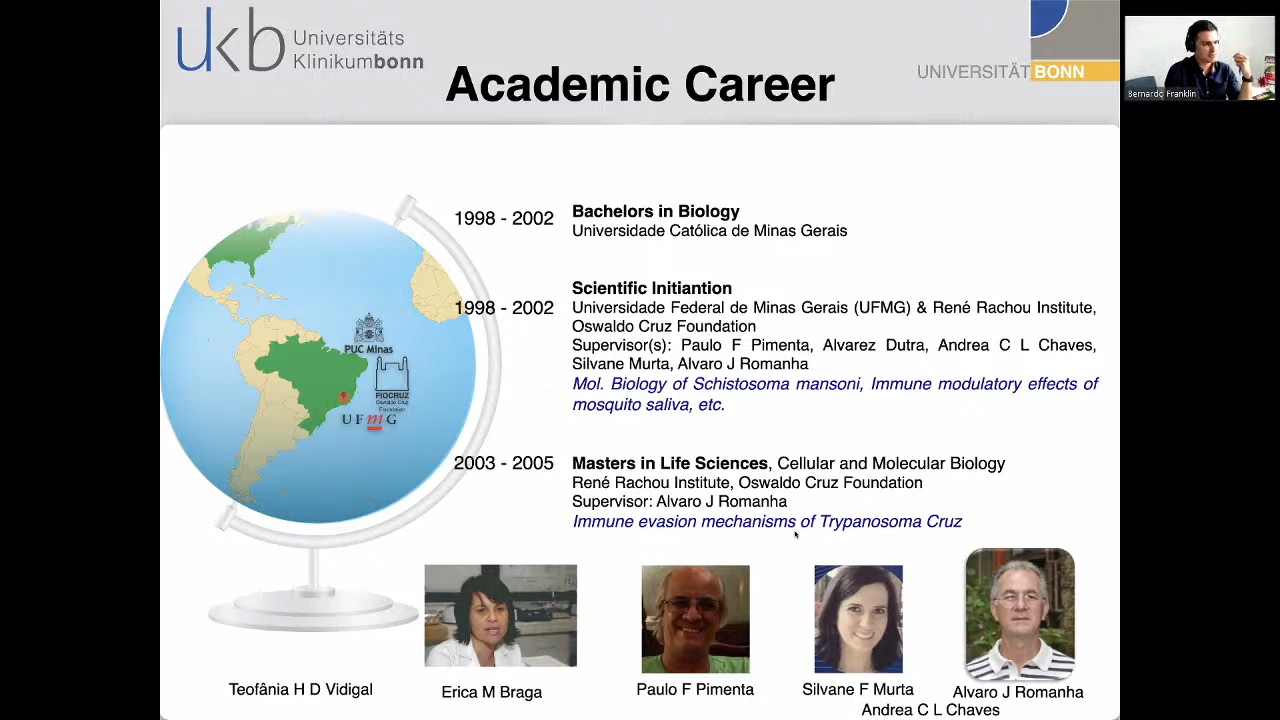 ukb Universitäts
Klinikumbonn
Academic Career
UNIVERSITÄT BONN
Bernardo Franklin
1998 - 2002
Bachelors in Biology
Universidade Católica de Minas Gerais
1998 - 2002
Scientific Initiantion
Universidade Federal de Minas Gerais (UFMG) & René Rachou Institute,
Oswaldo Cruz Foundation
Supervisor(s): Paulo F Pimenta, Alvarez Dutra, Andrea C L Chaves,
Silvane Murta, Alvaro J Romanha
Mol. Biology of Schistosoma mansoni, Immune modulatory effects of
mosquito saliva, etc.
PUC Minas
FIOCRUZ
Oswaldo Cruz
Foundation
UFmG
2003 - 2005
Masters in Life Sciences, Cellular and Molecular Biology
René Rachou Institute, Oswaldo Cruz Foundation
Supervisor: Alvaro J Romanha
Immune evasion mechanisms of Trypanosoma Cruz
Teofânia H D Vidigal
Erica M Braga
Paulo F Pimenta
Silvane F Murta
Alvaro J Romanha
Andrea C L Chaves